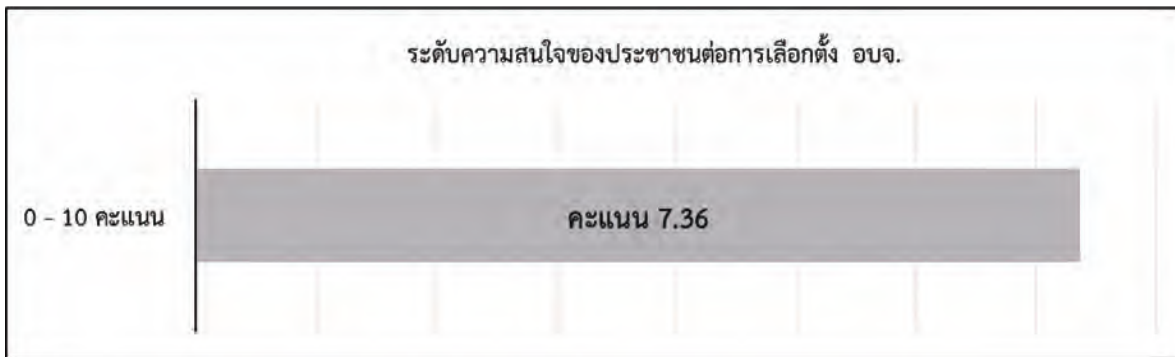 ระดับความสนใจของประชาชนต่อการเลือกตั้ง อบจ.
0 - 10 คะแนน
คะแนน 7.36